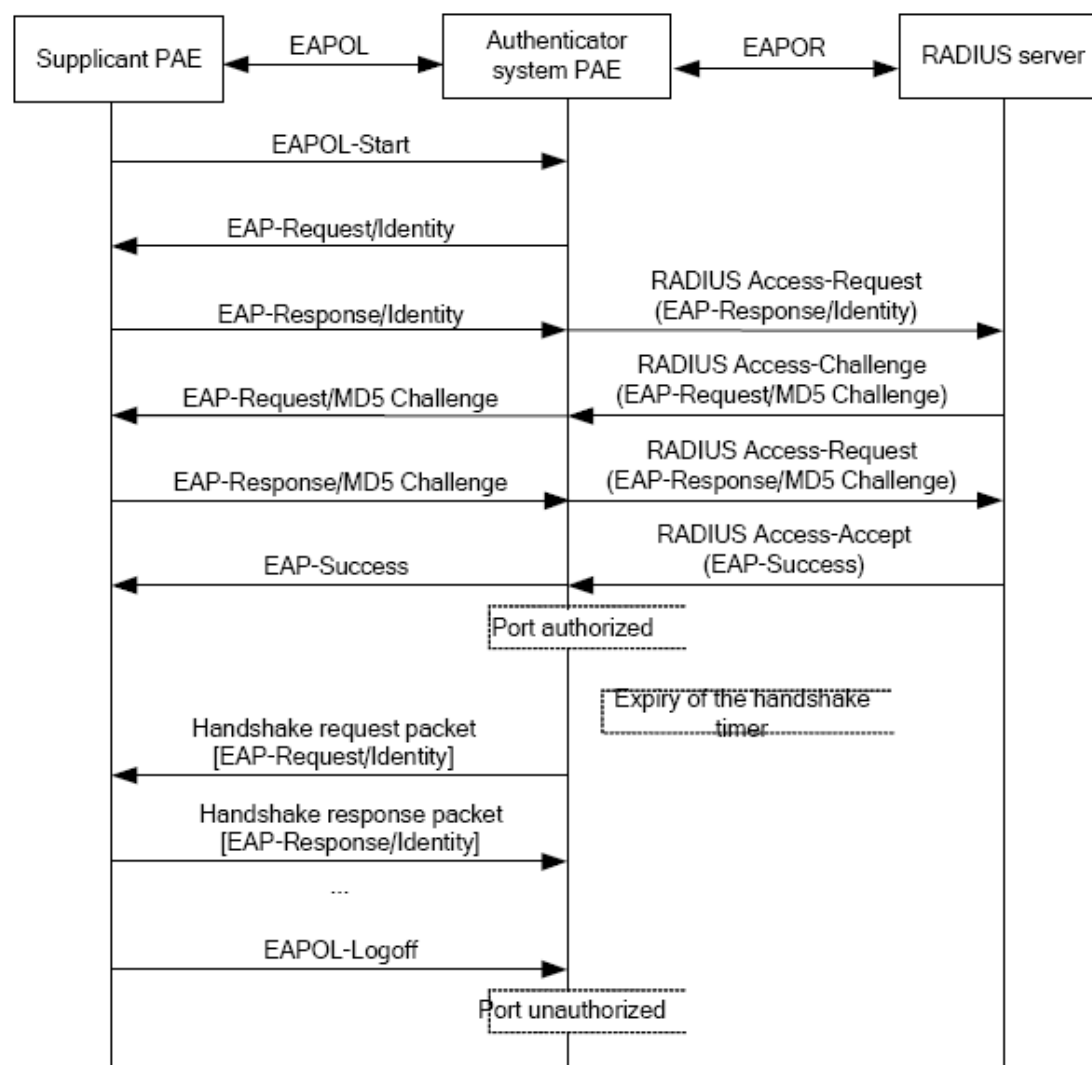 Supplicant PAE
EAPOL
Authenticator
system PAE
EAPOR
RADIUS server
EAPOL-Start
EAP-Request/Identity
EAP-Response/Identity
RADIUS Access-Request
(EAP-Response/Identity)
EAP-Request/MD5 Challenge
RADIUS Access-Challenge
(EAP-Request/MD5 Challenge)
EAP-Response/MD5 Challenge
RADIUS Access-Request
(EAP-Response/MD5 Challenge)
EAP-Success
RADIUS Access-Accept
(EAP-Success)
Port authorized
Expiry of the handshake
timer
Handshake request packet
[EAP-Request/Identity]
Handshake response packet
[EAP-Response/Identity]
...
EAPOL-Logoff
Port unauthorized